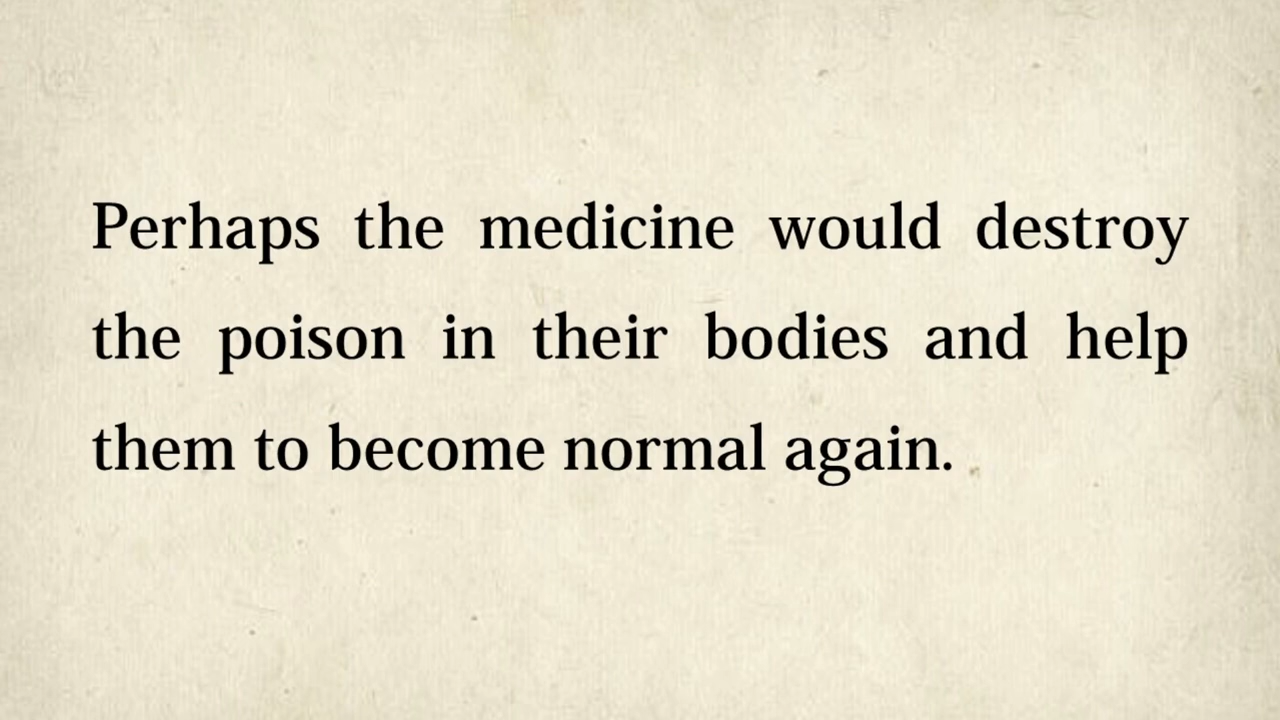 Perhaps the medicine would destroy
the poison in their bodies and help
them to become normal again.